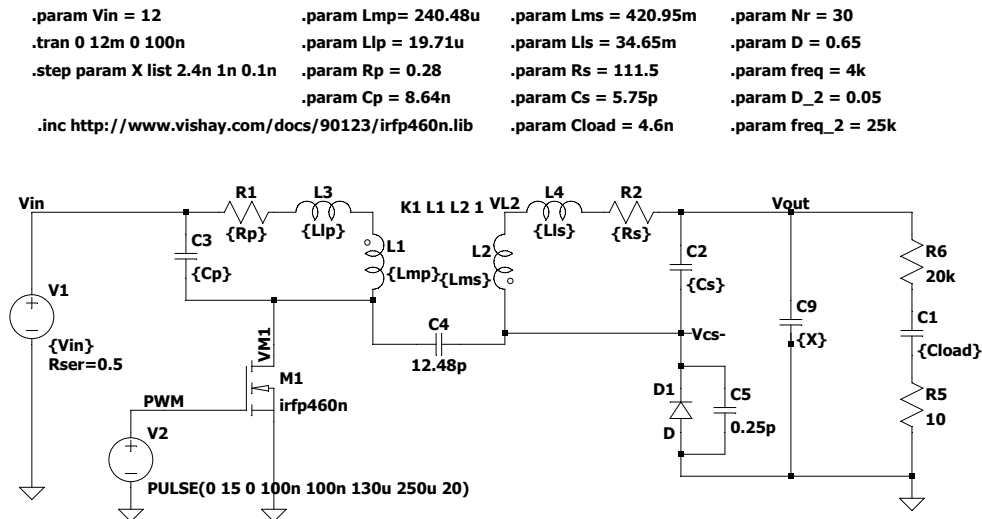 .param Vin = 12 .param Lmp= 240.48u .param Lms = 420.95m .param Nr = 30
.tran 0 12m 0 100n .param Llp = 19.71u .param Lls = 34.65m .param D = 0.65
.step param X list 2.4n 1n 0.1n .param Rp = 0.28 .param Rs = 111.5 .param freq = 4k
.param Cp = 8.64n .param Cs = 5.75p .param D_2 = 0.05
.inc http://www.vishay.com/docs/90123/irfp460n.lib .param Cload = 4.6n .param freq_2 = 25k
Vin
R1
{Rp}
L3
{Llp}
K1 L1 L2 1
VL2
L4
{Lls}
R2
{Rs}
Vout
C3
{Cp}
L1
{Lmp}
L2
{Lms}
C2
{Cs}
R6
20k
V1
{Vin}
Rser=0.5
C4
12.48p
Vcs-
C9
{X}
C1
{Cload}
VM1
M1
irfp460n
D1
D
C5
0.25p
R5
10
PWM
V2
PULSE(0 15 0 100n 100n 130u 250u 20)